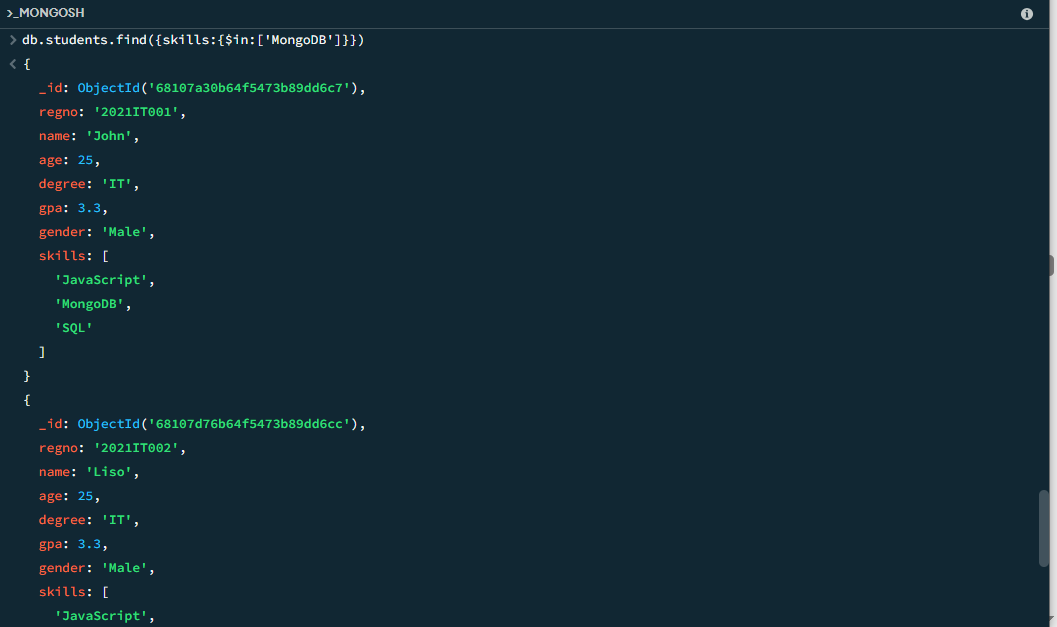 >_MONGOSH
> db.students.find({skills:{$in:['MongoDB']}})
< {
_id: ObjectId('68107a30b64f5473b89dd6c7'),
regno: '2021IT001',
name: 'John',
age: 25,
degree: 'IT',
gpa: 3.3,
gender: 'Male',
skills: [
'JavaScript',
'MongoDB',
'SQL'
]
}
{
_id: ObjectId('68107d76b64f5473b89dd6cc'),
regno: '2021IT002',
name: 'Liso',
age: 25,
degree: 'IT',
gpa: 3.3,
gender: 'Male',
skills: [
'JavaScript',